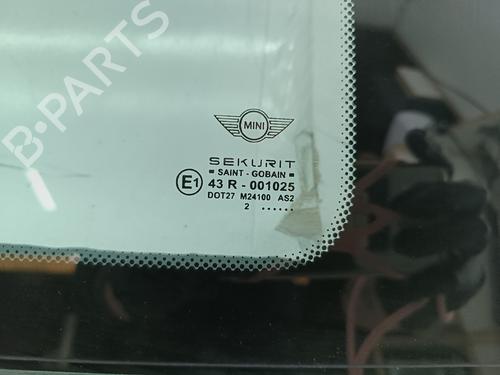 B-PARTS
MINI
SEKURIT
SAINT - GOBAIN
E1 43 R - 001025
DOT27 M24100 AS2
2 ......